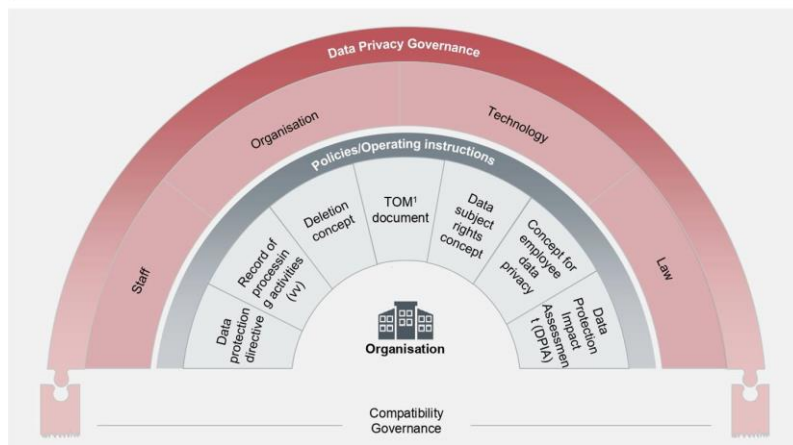 Data Privacy Governance
Staff
Organisation
Technology
Law
Policies/Operating instructions
Data
protection
directive
Record of
processin
g activities
(vv)
Deletion
concept
TOM¹
document
Data
subject
rights
concept
Concept for
employee
data
privacy
Data
Protection
Impact
Assessmen
t (DPIA)
Organisation
Compatibility
Governance